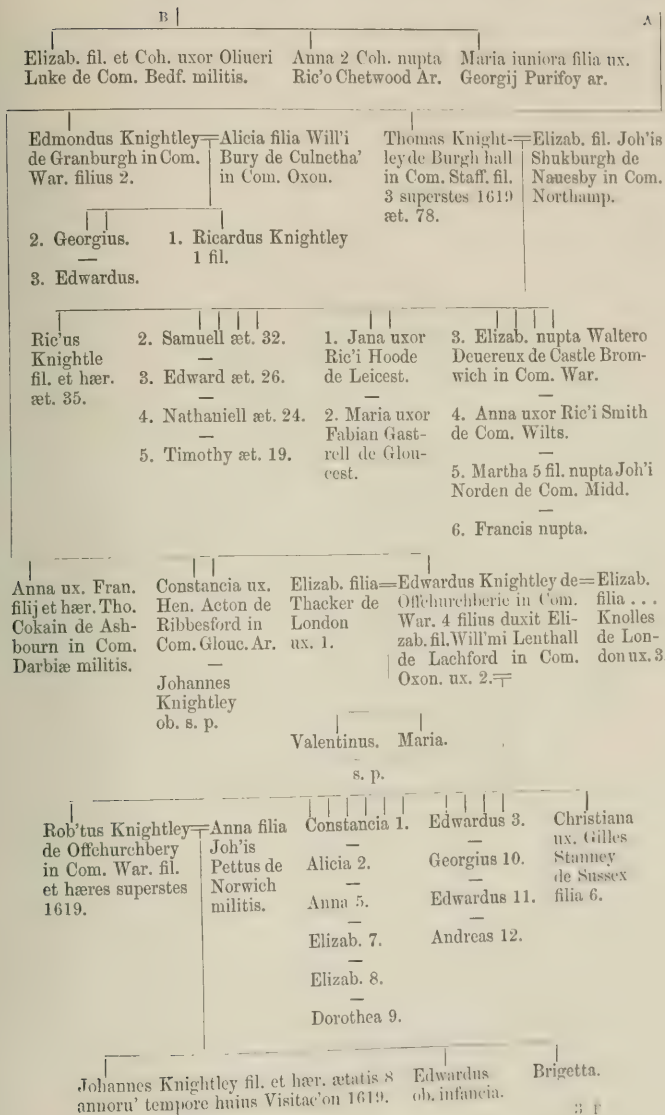 B A
Elizab. fil. et Coh. uxor Oliueri
Luke de Com. Bedf. militis.
Anna 2 Coh. nupta
Ric'o Chetwood Ar.
Maria iuniora filia ux.
Georgij Purifoy ar.
Edmondus Knightley
de Granburgh in Com.
War. filius 2.
Alicia filia Will'i
Bury de Culnetha'
in Com. Oxon.
Thomas Knight-
ley de Burgh hall
in Com. Staff. fil.
3 superstes 1619
æt. 78.
Elizab. fil. Joh'is
Shukburgh de
Nauesby in Com.
Northamp.
2. Georgius.
—
3. Edwardus.
1. Ricardus Knightley
1 fil.
Ric'us
Knightle
fil. et hær.
æt. 35.
2. Samuell æt. 32.
—
3. Edward æt. 26.
—
4. Nathaniell æt. 24.
—
5. Timothy æt. 19.
1. Jana uxor
Ric'i Hoode
de Leicest.
—
2. Maria uxor
Fabian Gast-
rell de Glou-
cest.
3. Elizab. nupta Waltero
Deuereux de Castle Brom-
wich in Com. War.
—
4. Anna uxor Ric'i Smith
de Com. Wilts.
—
5. Martha 5 fil. nupta Joh'i
Norden de Com. Midd.
—
6. Francis nupta.
Anna ux. Fran.
filij et hær. Tho.
Cokain de Ash-
bourn in Com.
Darbiæ militis.
Constancia ux.
Hen. Acton de
Ribbesford in
Com. Glouc. Ar.
—
Johannes
Knightley
ob. s. p.
Elizab. filia
Thacker de
London
ux. 1.
Edwardus Knightley de
Offchurchberie in Com.
War. 4 filius duxit Eli-
zab. fil. Will'mi Lenthall
de Lachford in Com.
Oxon. ux. 2.
Elizab.
filia . . .
Knolles
de Lon-
don ux. 3.
Valentinus. Maria.
s. p.
Rob'tus Knightley
de Offchurchbery
in Com. War. fil.
et hæres superstes
1619.
Anna filia
Joh'is
Pettus de
Norwich
militis.
Constancia 1.
—
Alicia 2.
—
Anna 5.
—
Elizab. 7.
—
Elizab. 8.
—
Dorothea 9.
Edwardus 3.
—
Georgius 10.
—
Edwardus 11.
—
Andreas 12.
Christiana
ux. Gilles
Stanney
de Sussex
filia 6.
Johannes Knightley fil. et hær. ætatis 8
annoru' tempore huius Visitac'on 1619.
Edwardus
ob. infancia.
Brigetta.